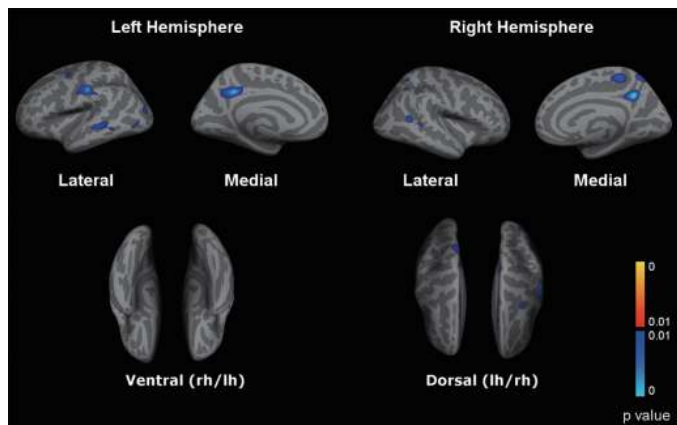 Left Hemisphere
Right Hemisphere
Lateral
Medial
Lateral
Medial
Ventral (rh/lh)
Dorsal (lh/rh)
0
0.01
0.01
0
p value